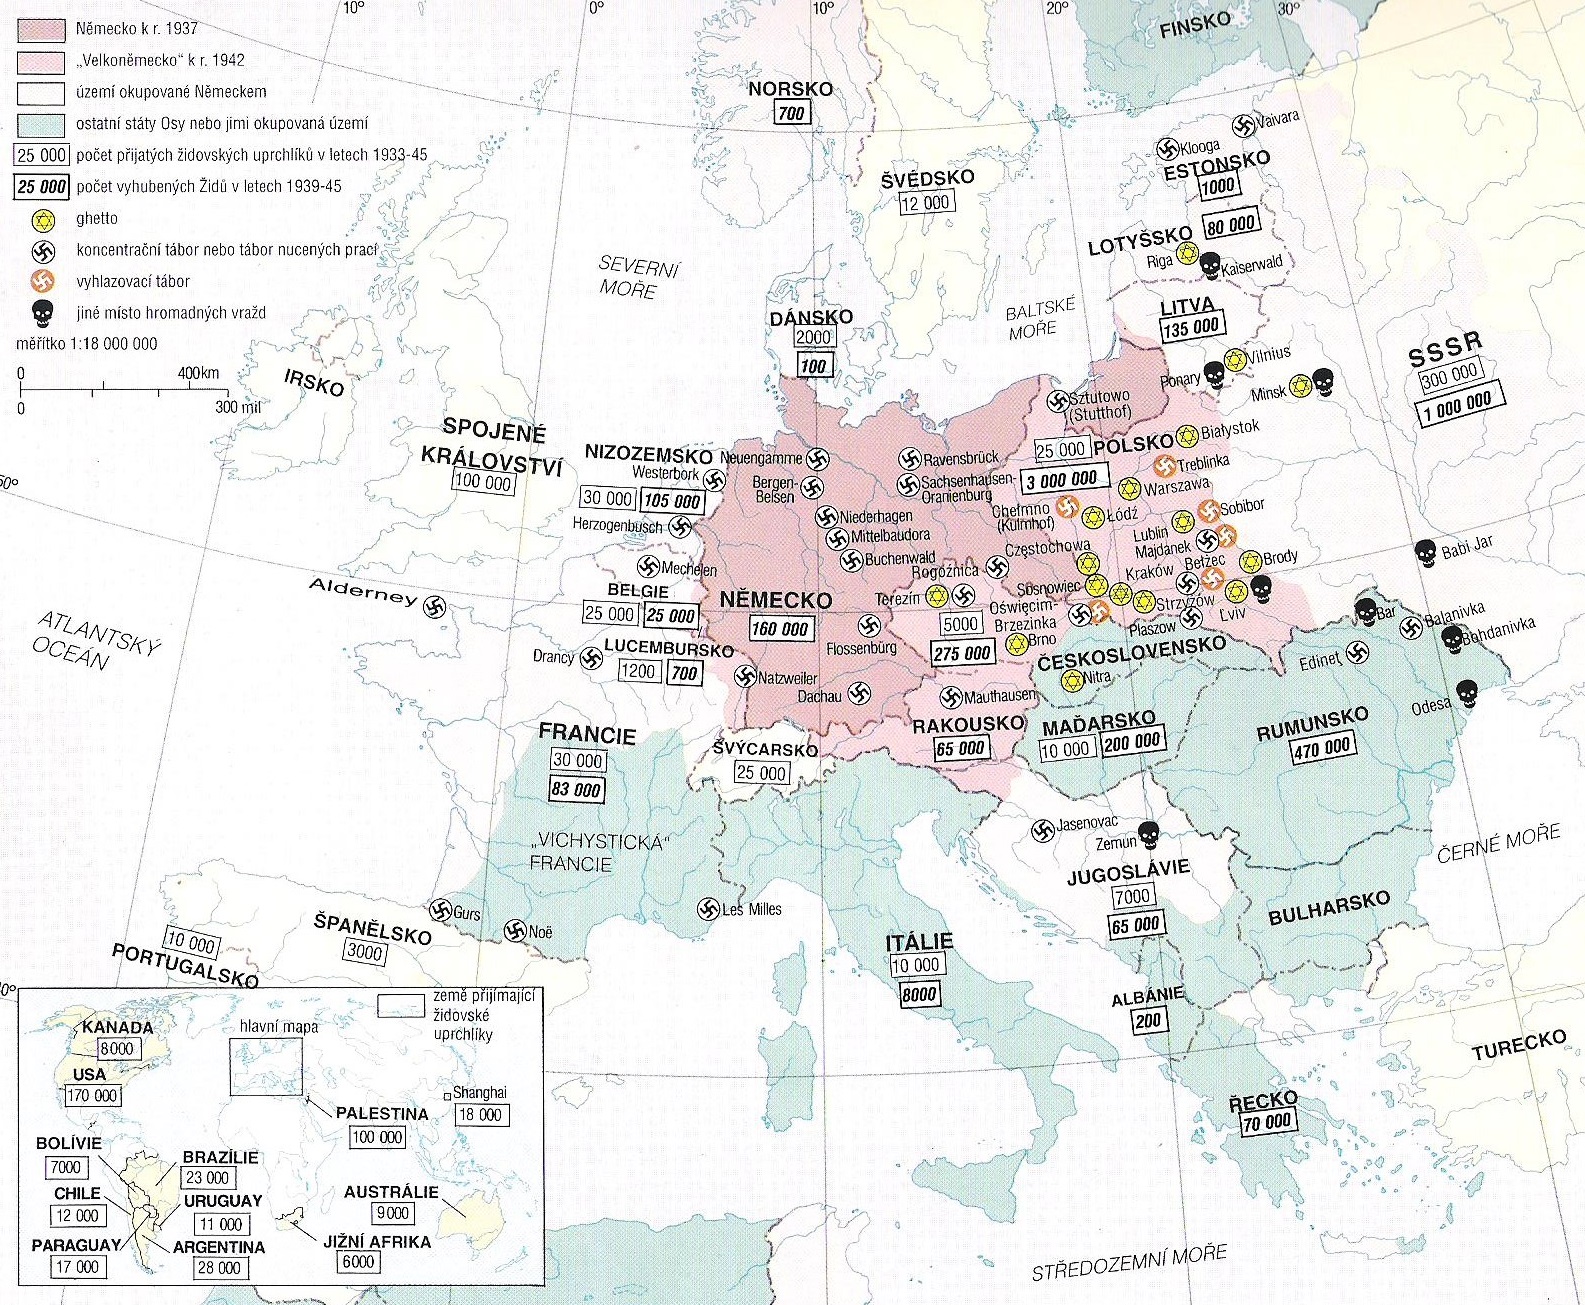 10°
0°
10°
20°
30°
Německo k r. 1937
„Velkoněmecko“ k r. 1942
území okupované Německem
ostatní státy Osy nebo jimi okupovaná území
25 000 počet přijatých židovských uprchlíků v letech 1933-45
25 000 počet vyhubených Židů v letech 1939-45
ghetto
koncentrační tábor nebo tábor nucených prací
vyhlazovací tábor
jiné místo hromadných vražd
měřítko 1:18 000 000
0 400km
0 300 mil
FINSKO
NORSKO
700
ŠVÉDSKO
12 000
Vaivara
Klooga
ESTONSKO
1000
80 000
LOTYŠSKO
Riga
Kaiserwald
SEVERNÍ
MOŘE
BALTSKÉ
MOŘE
LITVA
135 000
DÁNSKO
2000
100
SSSR
300 000
1 000 000
Ponary
Vilnius
Minsk
IRSKO
SPOJENÉ
KRÁLOVSTVÍ
100 000
Sztutowo
(Stutthof)
25 000
POLSKO
3 000 000
Białystok
Treblinka
Warszawa
NIZOZEMSKO
Westerbork
30 000
105 000
Herzogenbusch
Neuengamme
Bergen-
Belsen
Ravensbrück
Sachsenhausen-
Oranienburg
Niederhagen
Mittelbaudora
Buchenwald
Chełmno
(Kulmhof)
Łódź
Sobibor
Lublin
Majdánek
Częstochowa
Bełżec
Brody
Rogoźnica
Kraków
Sosnowiec
Strzyżów
Lviv
Oświęcim-
Brzezinka
Płaszow
50°
Alderney
Mechelen
BELGIE
25 000
25 000
NĚMECKO
160 000
Terezín
5000
275 000
Brno
ČESKOSLOVENSKO
Nitra
Babi Jar
Bar
Balanivka
Bohdanivka
Edineţ
Odesa
ATLANTSKÝ
OCEÁN
Drancy
LUCEMBURSKO
1200
700
Flossenbürg
Natzweiler
Dachau
Mauthausen
FRANCIE
30 000
83 000
ŠVÝCARSKO
25 000
RAKOUSKO
65 000
MAĎARSKO
10 000
200 000
RUMUNSKO
470 000
„VICHYSTICKÁ“
FRANCIE
Jasenovac
Zemun
JUGOSLÁVIE
7000
65 000
ČERNÉ MOŘE
BULHARSKO
Gurs
Noë
Les Milles
ŠPANĚLSKO
3000
10 000
PORTUGALSKO
ITÁLIE
10 000
8000
ALBÁNIE
200
TURECKO
ŘECKO
70 000
STŘEDOZEMNÍ MOŘE
země přijímající
židovské
uprchlíky
hlavní mapa
KANADA
8000
USA
170 000
Shanghai
18 000
PALESTINA
100 000
BOLÍVIE
7000
BRAZÍLIE
23 000
CHILE
12 000
URUGUAY
11 000
PARAGUAY
17 000
ARGENTINA
28 000
AUSTRÁLIE
9000
JIŽNÍ AFRIKA
6000